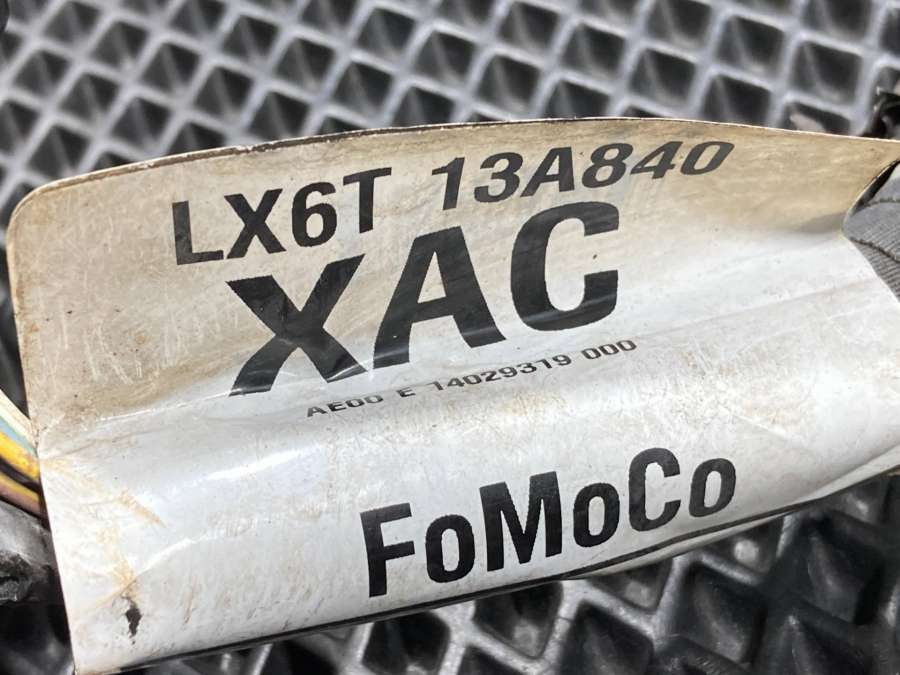 LX6T 13A840
XAC
AE00 E 14029319 000
FoMoCo